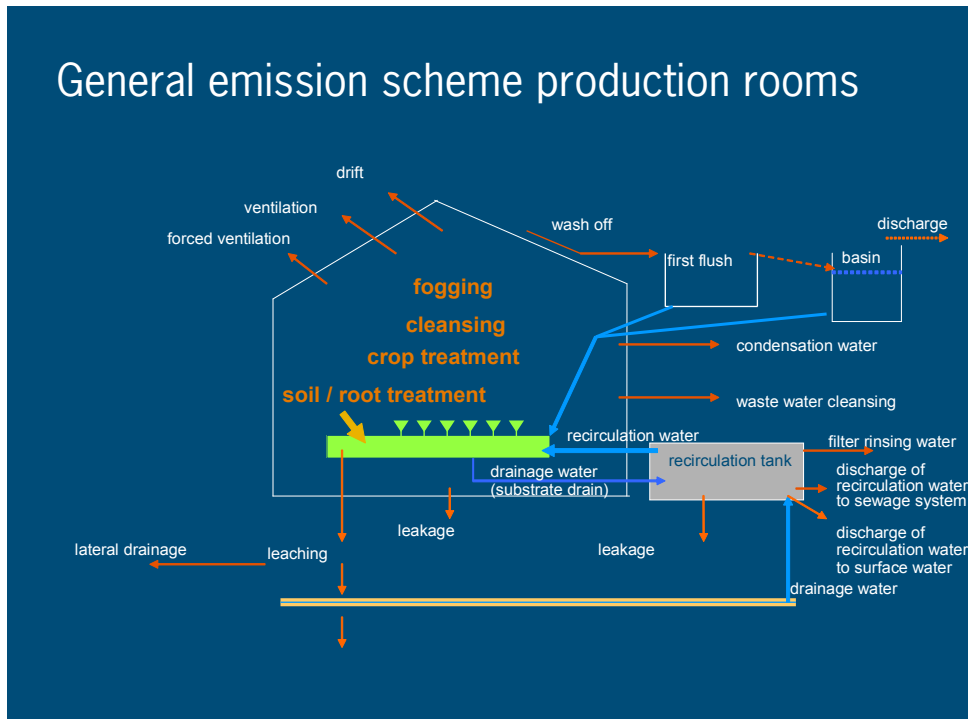 General emission scheme production rooms
drift
ventilation
forced ventilation
wash off
discharge
first flush
basin
fogging
cleansing
crop treatment
soil / root treatment
condensation water
waste water cleansing
recirculation water
filter rinsing water
recirculation tank
drainage water
(substrate drain)
discharge of
recirculation water
to sewage system
leakage
leakage
discharge of
recirculation water
to surface water
lateral drainage
leaching
drainage water